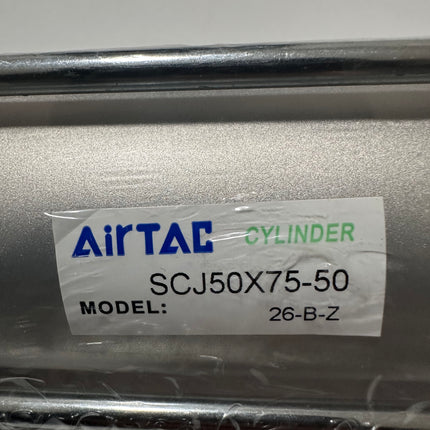 AirTAC CYLINDER
SCJ50X75-50
MODEL: 26-B-Z